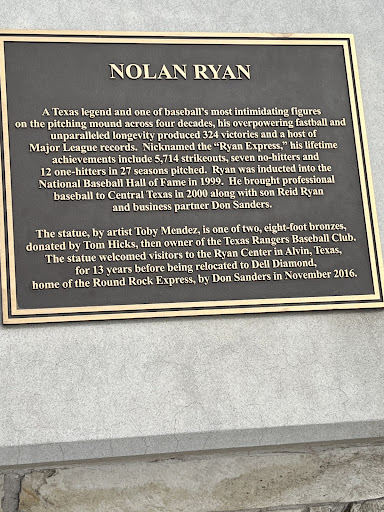 NOLAN RYAN
A Texas legend and one of baseball's most intimidating figures
on the pitching mound across four decades, his overpowering fastball and
unparalleled longevity produced 324 victories and a host of
Major League records. Nicknamed the "Ryan Express," his lifetime
achievements include 5,714 strikeouts, seven no-hitters and
12 one-hitters in 27 seasons pitched. Ryan was inducted into the
National Baseball Hall of Fame in 1999. He brought professional
baseball to Central Texas in 2000 along with son Reid Ryan
and business partner Don Sanders.
The statue, by artist Toby Mendez, is one of two, eight-foot bronzes,
donated by Tom Hicks, then owner of the Texas Rangers Baseball Club.
The statue welcomed visitors to the Ryan Center in Alvin, Texas,
for 13 years before being relocated to Dell Diamond,
home of the Round Rock Express, by Don Sanders in November 2016.